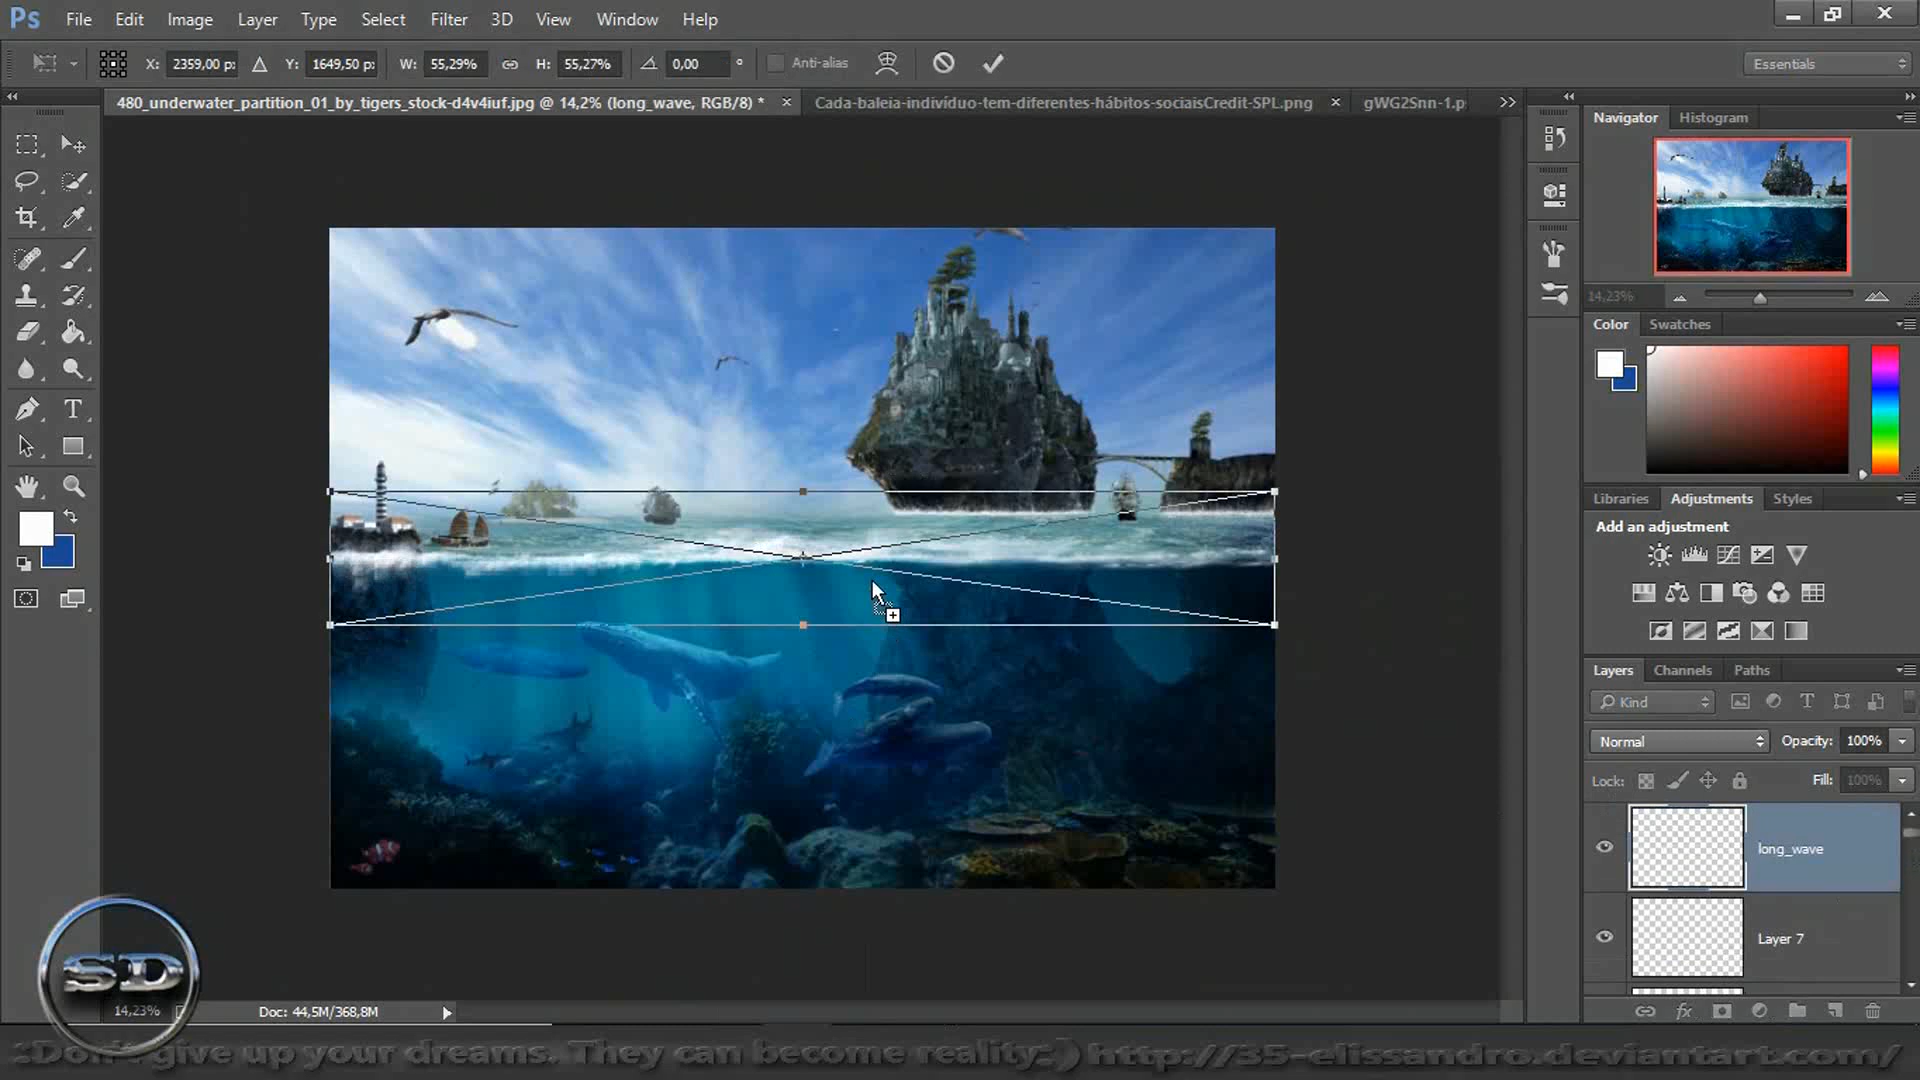 Ps File Edit Image Layer Type Select Filter 3D View Window Help
X: 2359,00 p: Y: 1649,50 p: W: 55,29% H: 55,27% 0,00 ° Anti-alias Essentials
480_underwater_partition_01_by_tigers_stock-d4v4iuf.jpg @ 14,2% (long_wave, RGB/8) * × Cada-baleia-indivíduo-tem-diferentes-hábitos-sociaisCredit-SPL.png × gWG2Snn-1.p
Navigator Histogram
14,23%
Color Swatches
Libraries Adjustments Styles
Add an adjustment
Layers Channels Paths
Kind
Normal Opacity: 100%
Lock: Fill: 100%
long_wave
Layer 7
SD
14,23% Doc: 44,5M/368,8M
:Don't give up your dreams. They can become reality:) http://35-elissandro.deviantart.com/